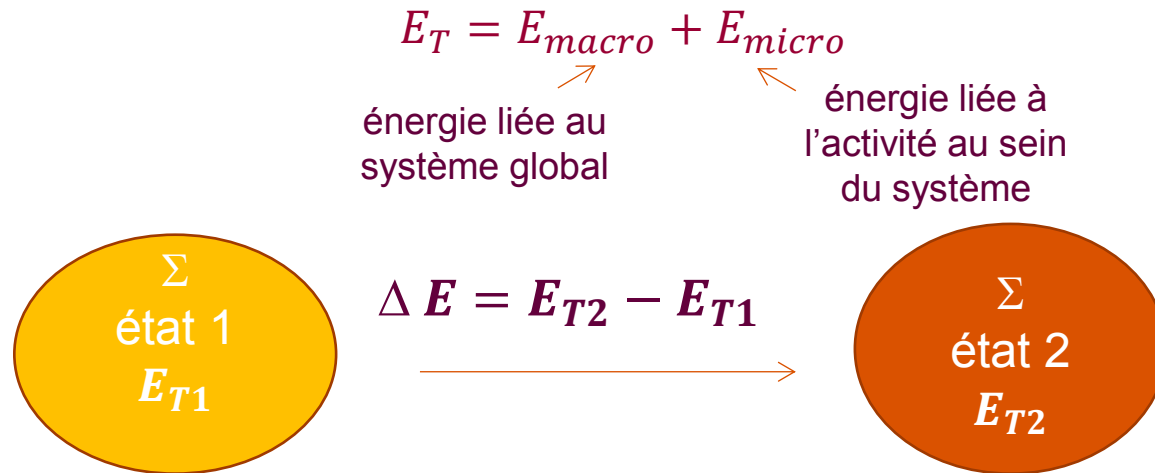 E_T = E_macro + E_micro
énergie liée au
système global
énergie liée à
l’activité au sein
du système
Σ
état 1
E_T1
Δ E = E_T2 − E_T1
Σ
état 2
E_T2